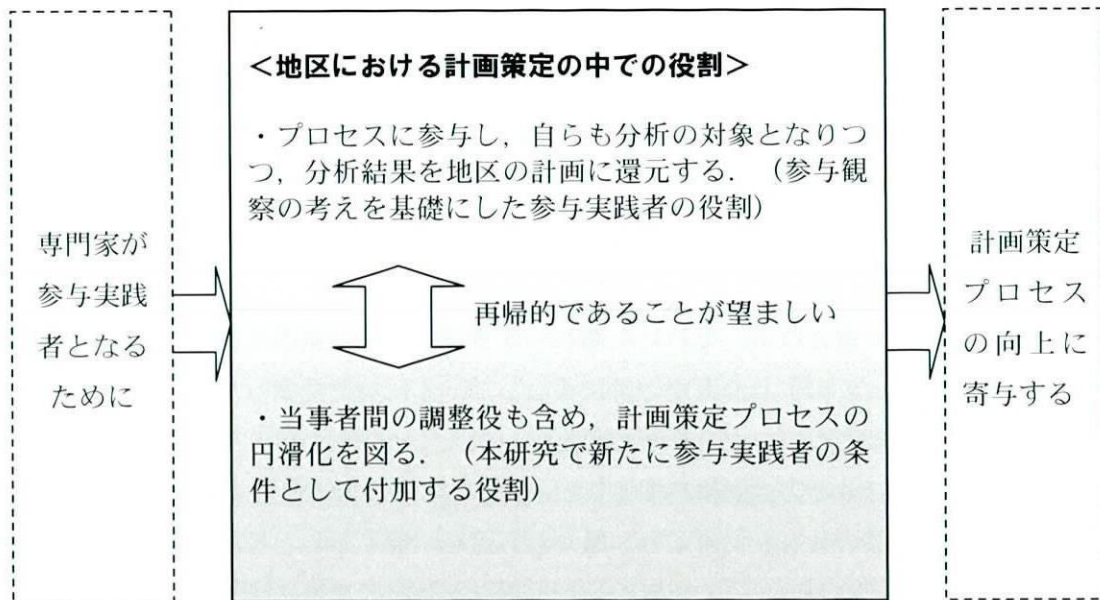 専門家が
参与実践
者となる
ために
＜地区における計画策定の中での役割＞
・プロセスに参与し，自らも分析の対象となりつ
つ，分析結果を地区の計画に還元する．（参与観
察の考えを基礎にした参与実践者の役割）
再帰的であることが望ましい
・当事者間の調整役も含め，計画策定プロセスの
円滑化を図る．（本研究で新たに参与実践者の条
件として付加する役割）
計画策定
プロセス
の向上に
寄与する